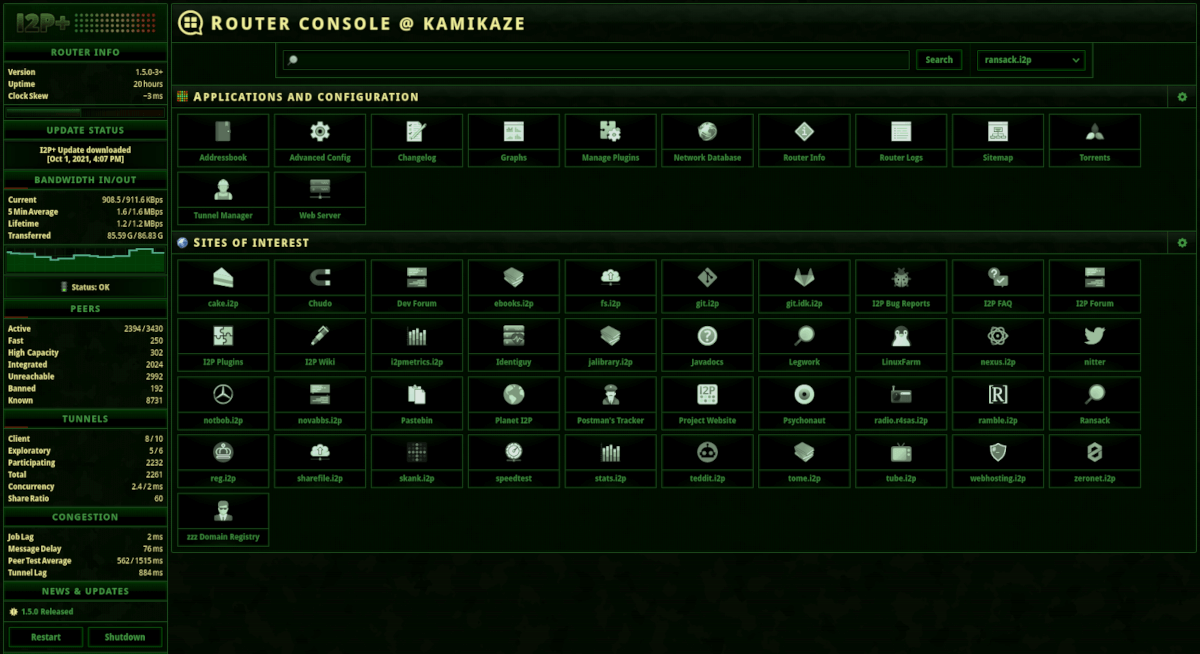 I2P+
ROUTER INFO
Version 1.5.0-3+
Uptime 20 hours
Clock Skew −3 ms
UPDATE STATUS
I2P+ Update downloaded
[Oct 1, 2021, 4:07 PM]
BANDWIDTH IN/OUT
Current 908.5 / 911.6 KBps
5 Min Average 1.6 / 1.6 MBps
Lifetime 1.2 / 1.2 MBps
Transferred 85.59 G / 86.83 G
Status: OK
PEERS
Active 2394 / 3430
Fast 250
High Capacity 302
Integrated 2024
Unreachable 2992
Banned 192
Known 8731
TUNNELS
Client 8 / 10
Exploratory 5 / 6
Participating 2232
Total 2261
Concurrency 2.4 / 2 ms
Share Ratio 60
CONGESTION
Job Lag 2 ms
Message Delay 76 ms
Peer Test Average 562 / 1515 ms
Tunnel Lag 884 ms
NEWS & UPDATES
1.5.0 Released
Restart Shutdown
ROUTER CONSOLE @ KAMIKAZE
Search ransack.i2p
APPLICATIONS AND CONFIGURATION
Addressbook Advanced Config Changelog Graphs Manage Plugins Network Database Router Info Router Logs Sitemap Torrents
Tunnel Manager Web Server
SITES OF INTEREST
cake.i2p Chudo Dev Forum ebooks.i2p fs.i2p git.i2p git.idk.i2p I2P Bug Reports I2P FAQ I2P Forum
I2P Plugins I2P Wiki i2pmetrics.i2p Identiguy jalibrary.i2p Javadocs Legwork LinuxFarm nexus.i2p nitter
I2P
[R]
notbob.i2p novabbs.i2p Pastebin Planet I2P Postman's Tracker Project Website Psychonaut radio.r4sas.i2p ramble.i2p Ransack
reg.i2p sharefile.i2p skank.i2p speedtest stats.i2p teddit.i2p tome.i2p tube.i2p webhosting.i2p zeronet.i2p
zzz Domain Registry